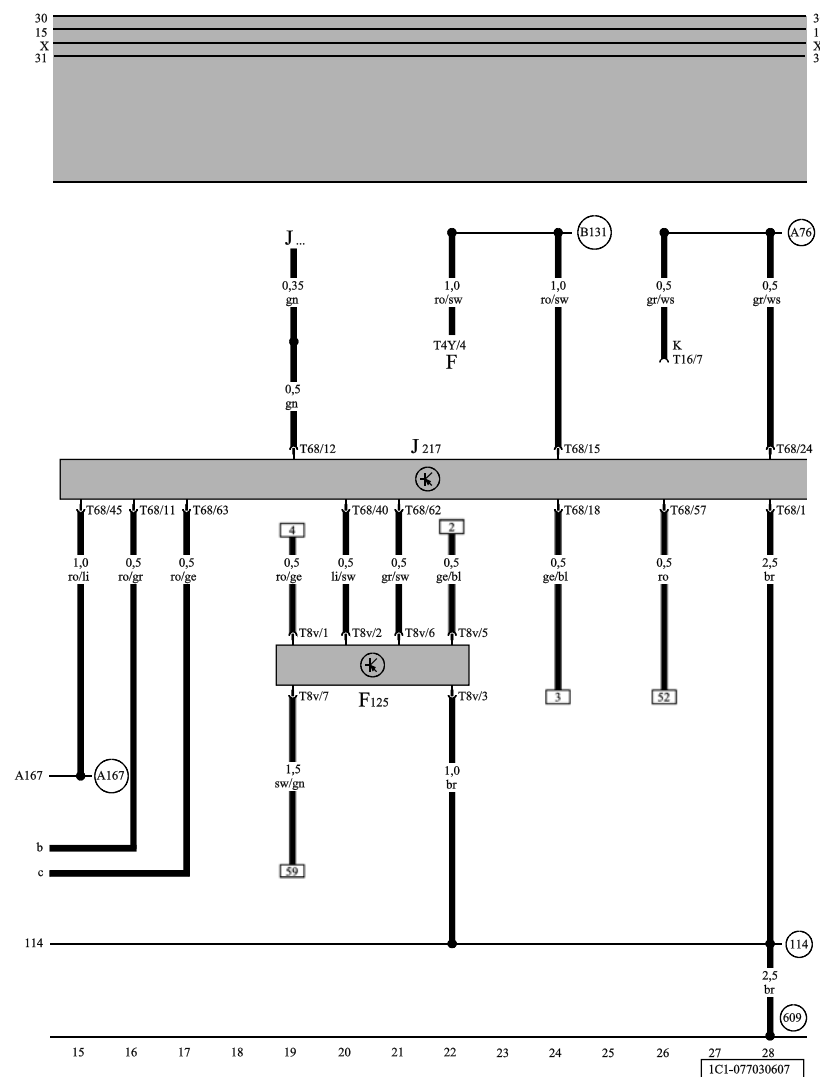 30 3
15 1
X X
31 3
J ...
B131
A76
0,35
gn
1,0
ro/sw
1,0
ro/sw
0,5
gr/ws
0,5
gr/ws
T4Y/4
F
K
T16/7
0,5
gn
T68/12
J 217
T68/15
T68/24
T68/45 T68/11 T68/63 T68/40 T68/62 T68/18 T68/57 T68/1
4
2
1,0
ro/li
0,5
ro/gr
0,5
ro/ge
0,5
ro/ge
0,5
li/sw
0,5
gr/sw
0,5
ge/bl
0,5
ge/bl
0,5
ro
2,5
br
T8v/1 T8v/2 T8v/6 T8v/5
T8v/7
F125
T8v/3
3
52
A167 A167
1,5
sw/gn
1,0
br
b
c
59
114 114
2,5
br
609
15 16 17 18 19 20 21 22 23 24 25 26 27 28
1C1-077030607